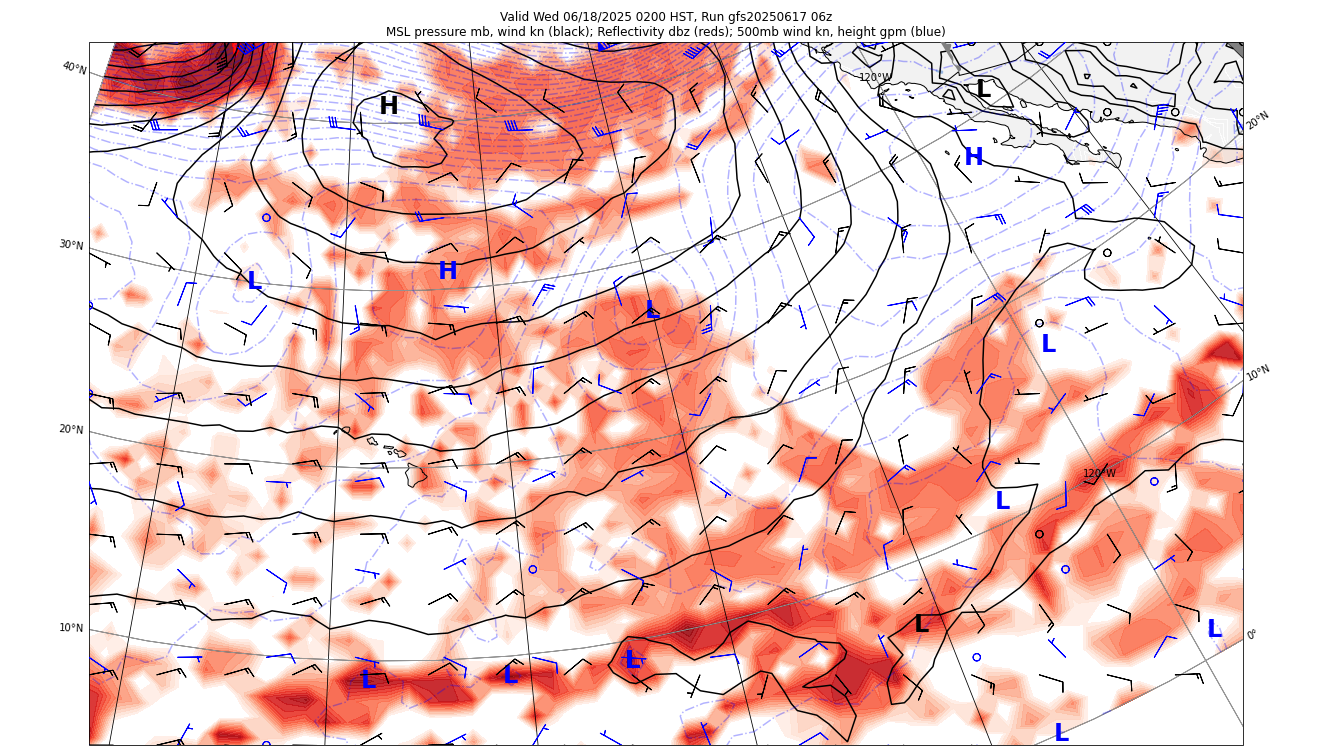 Valid Wed 06/18/2025 0200 HST, Run gfs20250617 06z
MSL pressure mb, wind kn (black); Reflectivity dbz (reds); 500mb wind kn, height gpm (blue)
40°N
120°W
L
H
20°N
H
30°N
H
L
L
L
10°N
20°N
120°W
L
10°N
L
L
0°
L
L
L
L